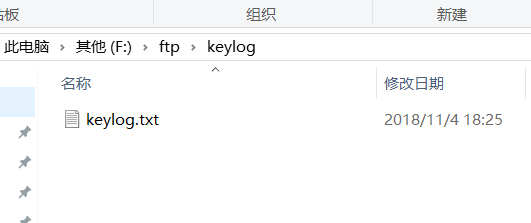 贴板 组织 新建
此电脑 > 其他 (F:) > ftp > keylog
名称 修改日期
keylog.txt 2018/11/4 18:25